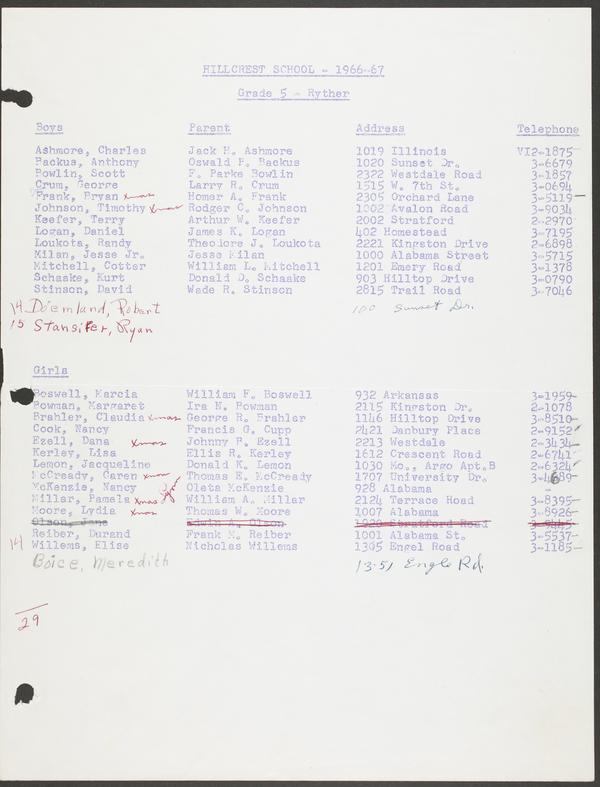 HILLCREST SCHOOL - 1966-67
Grade 5 - Ryther
Boys Parent Address Telephone
Ashmore, Charles Jack H. Ashmore 1019 Illinois VI2-1875
Backus, Anthony Oswald P. Backus 1020 Sunset Dr. 3-6679
Bowlin, Scott F. Parke Bowlin 2322 Westdale Road 3-1857
Crum, George Larry R. Crum 1515 W. 7th St. 3-0694
Frank, Bryan xmas Homer A. Frank 2305 Orchard Lane 3-5119
Johnson, Timothy xmas Rodger C. Johnson 1002 Avalon Road 3-9034
Keefer, Terry Arthur W. Keefer 2002 Stratford 2-2970
Logan, Daniel James K. Logan 402 Homestead 3-7195
Loukota, Randy Theodore J. Loukota 2221 Kingston Drive 2-6898
Milan, Jesse Jr. Jesse Milan 1000 Alabama Street 3-5715
Mitchell, Cotter William L. Mitchell 1201 Emery Road 3-1378
Schaake, Kurt Donald D. Schaake 903 Hilltop Drive 3-0790
Stinson, David Wade R. Stinson 2815 Trail Road 3-7046
14 Doemland, Robert 100 Sunset Dr.
15 Stansifer, Ryan
Girls
Boswell, Marcia William F. Boswell 932 Arkansas 3-1959
Bowman, Margaret Ira N. Bowman 2115 Kingston Dr. 2-1078
Brahler, Claudia xmas George R. Brahler 1146 Hilltop Drive 3-8510
Cook, Nancy Francis G. Cupp 2421 Danbury Place 2-9152
Ezell, Dana xmas Johnny P. Ezell 2213 Westdale 2-3434
Kerley, Lisa Ellis R. Kerley 1612 Crescent Road 2-6741
Lemon, Jacqueline Donald K. Lemon 1030 Mo., Argo Apt.B 2-6324
McCready, Caren xmas Thomas E. McCready 1707 University Dr. 3-4689
McKenzie, Nancy Oleta McKenzie 928 Alabama -
Millar, Pamela xmas William A. Millar 2124 Terrace Road 3-8395
Moore, Lydia xmas Thomas W. Moore 1007 Alabama 3-8926
Olson, Jane Edwin A. Olson 1920 Stratford Road 3-9445
Reiber, Durand Frank M. Reiber 1001 Alabama St. 3-5537
14 Willems, Elise Nicholas Willems 1305 Engel Road 3-1185
Boice, Meredith 1351 Engle Rd.
29